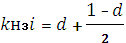 kНзi = d + (1 − d)/2